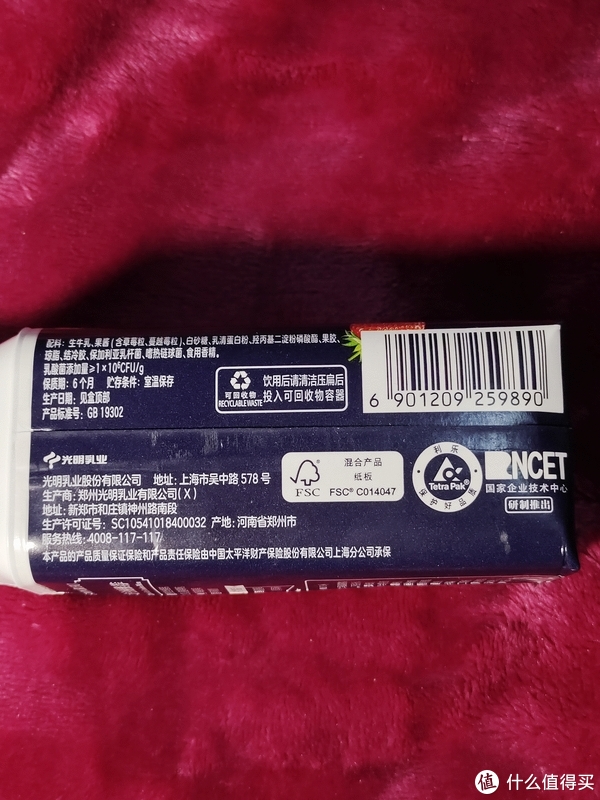 配料：生牛乳、果酱（含草莓粒、蔓越莓粒）、白砂糖、乳清蛋白粉、羟丙基二淀粉磷酸酯、果胶、
琼脂、结冷胶、保加利亚乳杆菌、嗜热链球菌、食用香精。
乳酸菌添加量≥1×10⁶CFU/g
保质期：6个月 贮存条件：室温保存
生产日期：见盒顶部
产品标准号：GB 19302
可回收物
RECYCLABLE WASTE
饮用后请清洁压扁后
投入可回收物容器
6 901209 259890
光明乳业
光明乳业股份有限公司 地址：上海市吴中路578号
生产商：郑州光明乳业有限公司（X）
地址：新郑市和庄镇神州路南段
生产许可证号：SC10541018400032 产地：河南省郑州市
服务热线：4008-117-117
本产品的产品质量保证保险和产品责任保险由中国太平洋财产保险股份有限公司上海分公司承保
FSC
混合产品
纸板
FSC® C014047
利乐
Tetra Pak®
保护好品质
RNCET
国家企业技术中心
研制推出
值 什么值得买